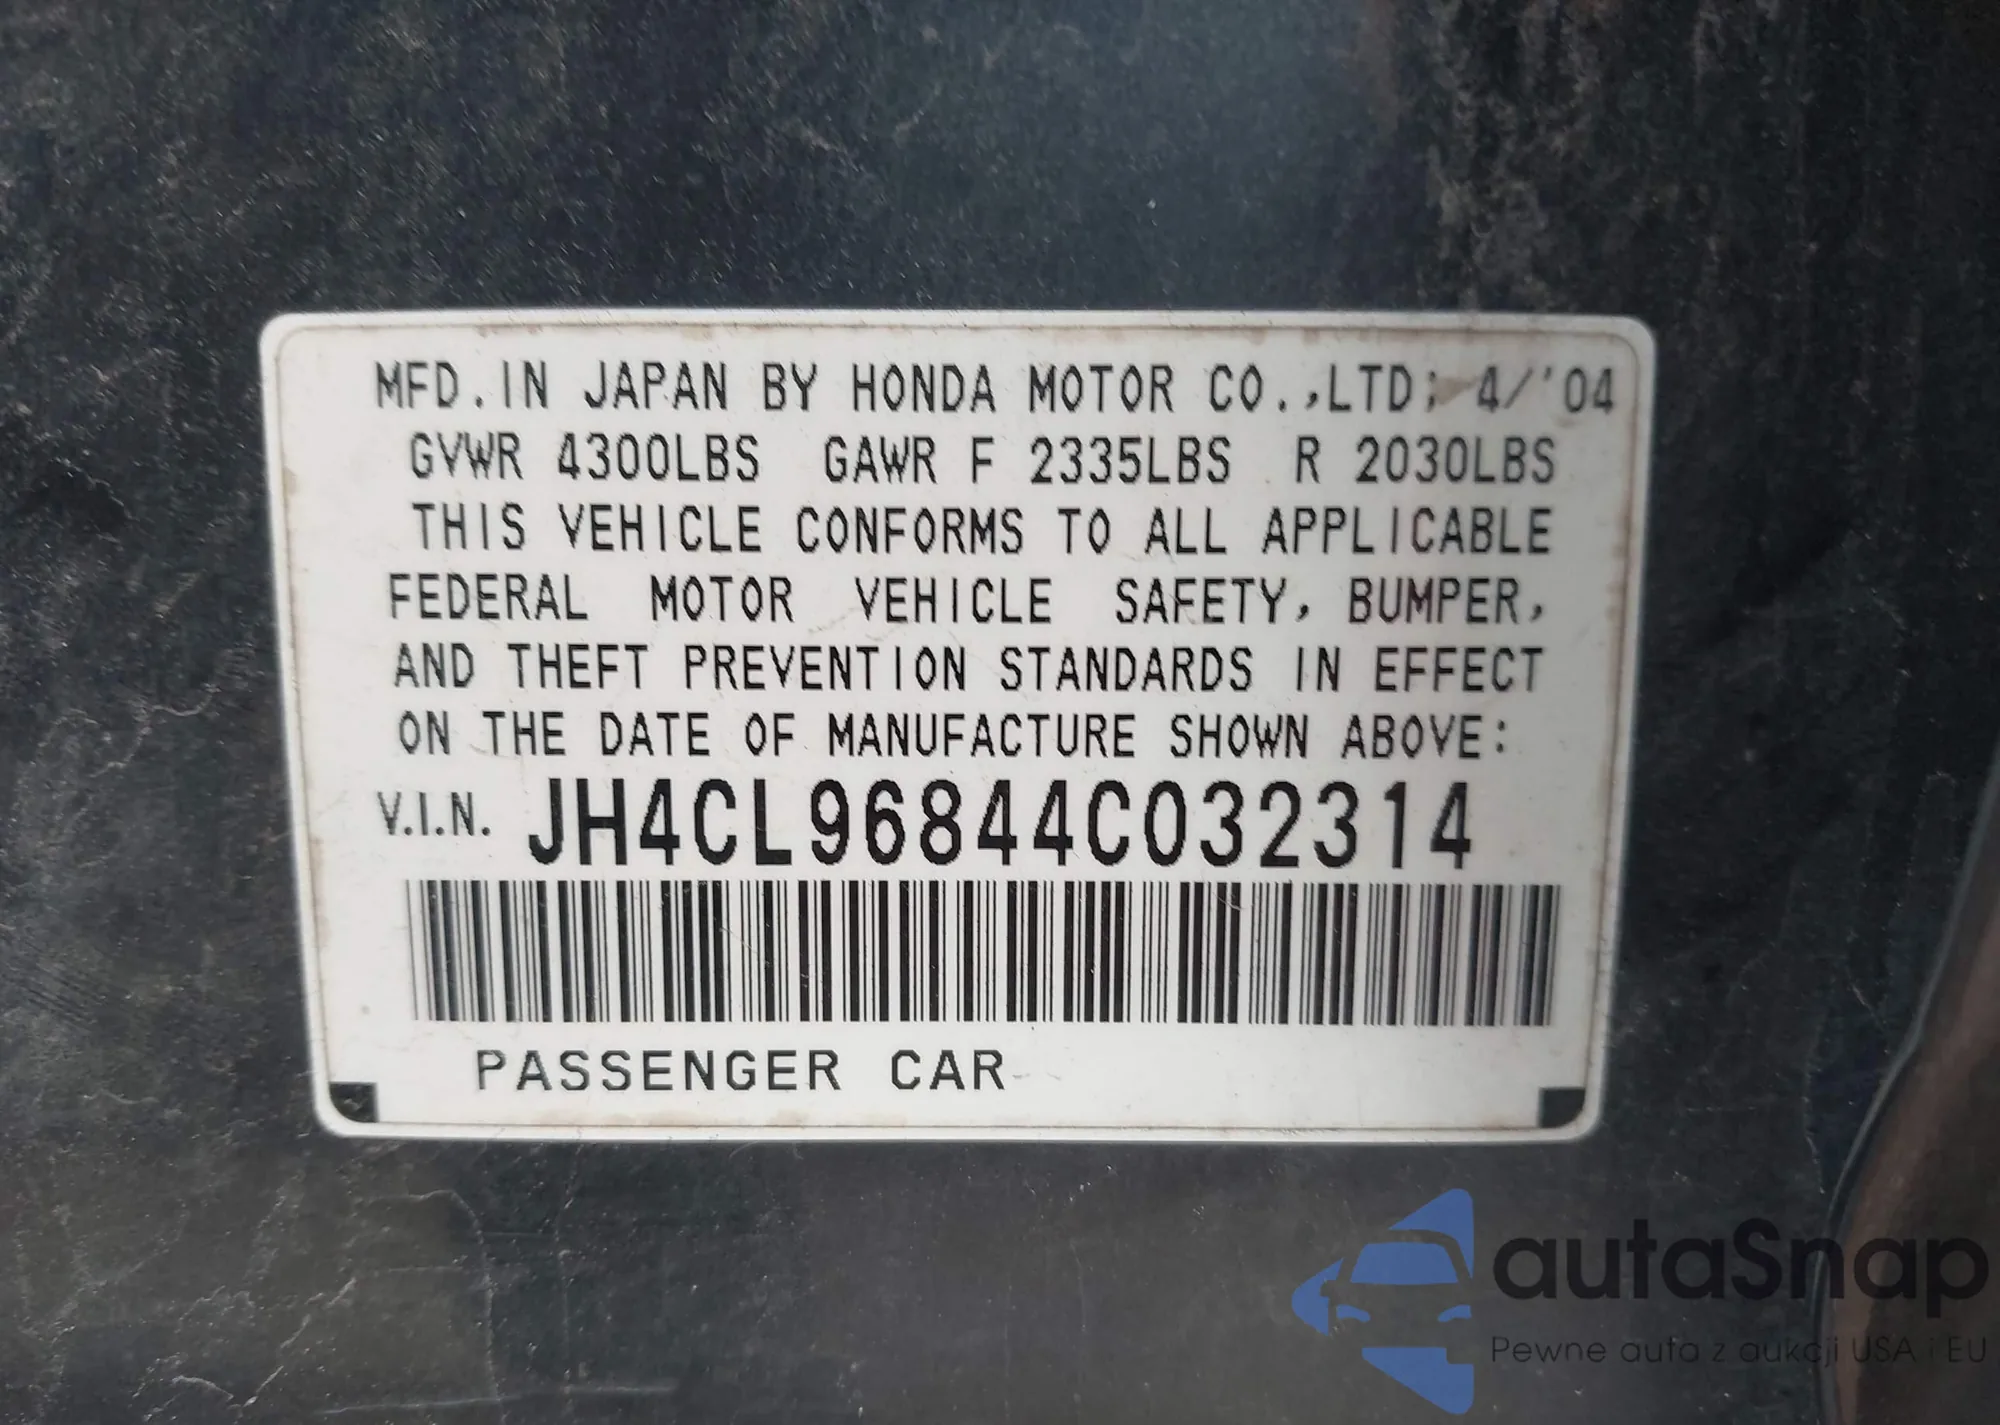 MFD. IN JAPAN BY HONDA MOTOR CO.,LTD; 4/'04
GVWR 4300LBS GAWR F 2335LBS R 2030LBS
THIS VEHICLE CONFORMS TO ALL APPLICABLE
FEDERAL MOTOR VEHICLE SAFETY, BUMPER,
AND THEFT PREVENTION STANDARDS IN EFFECT
ON THE DATE OF MANUFACTURE SHOWN ABOVE:
V.I.N. JH4CL96844C032314
PASSENGER CAR
autaSnap
Pewne auta z aukcji USA i EU